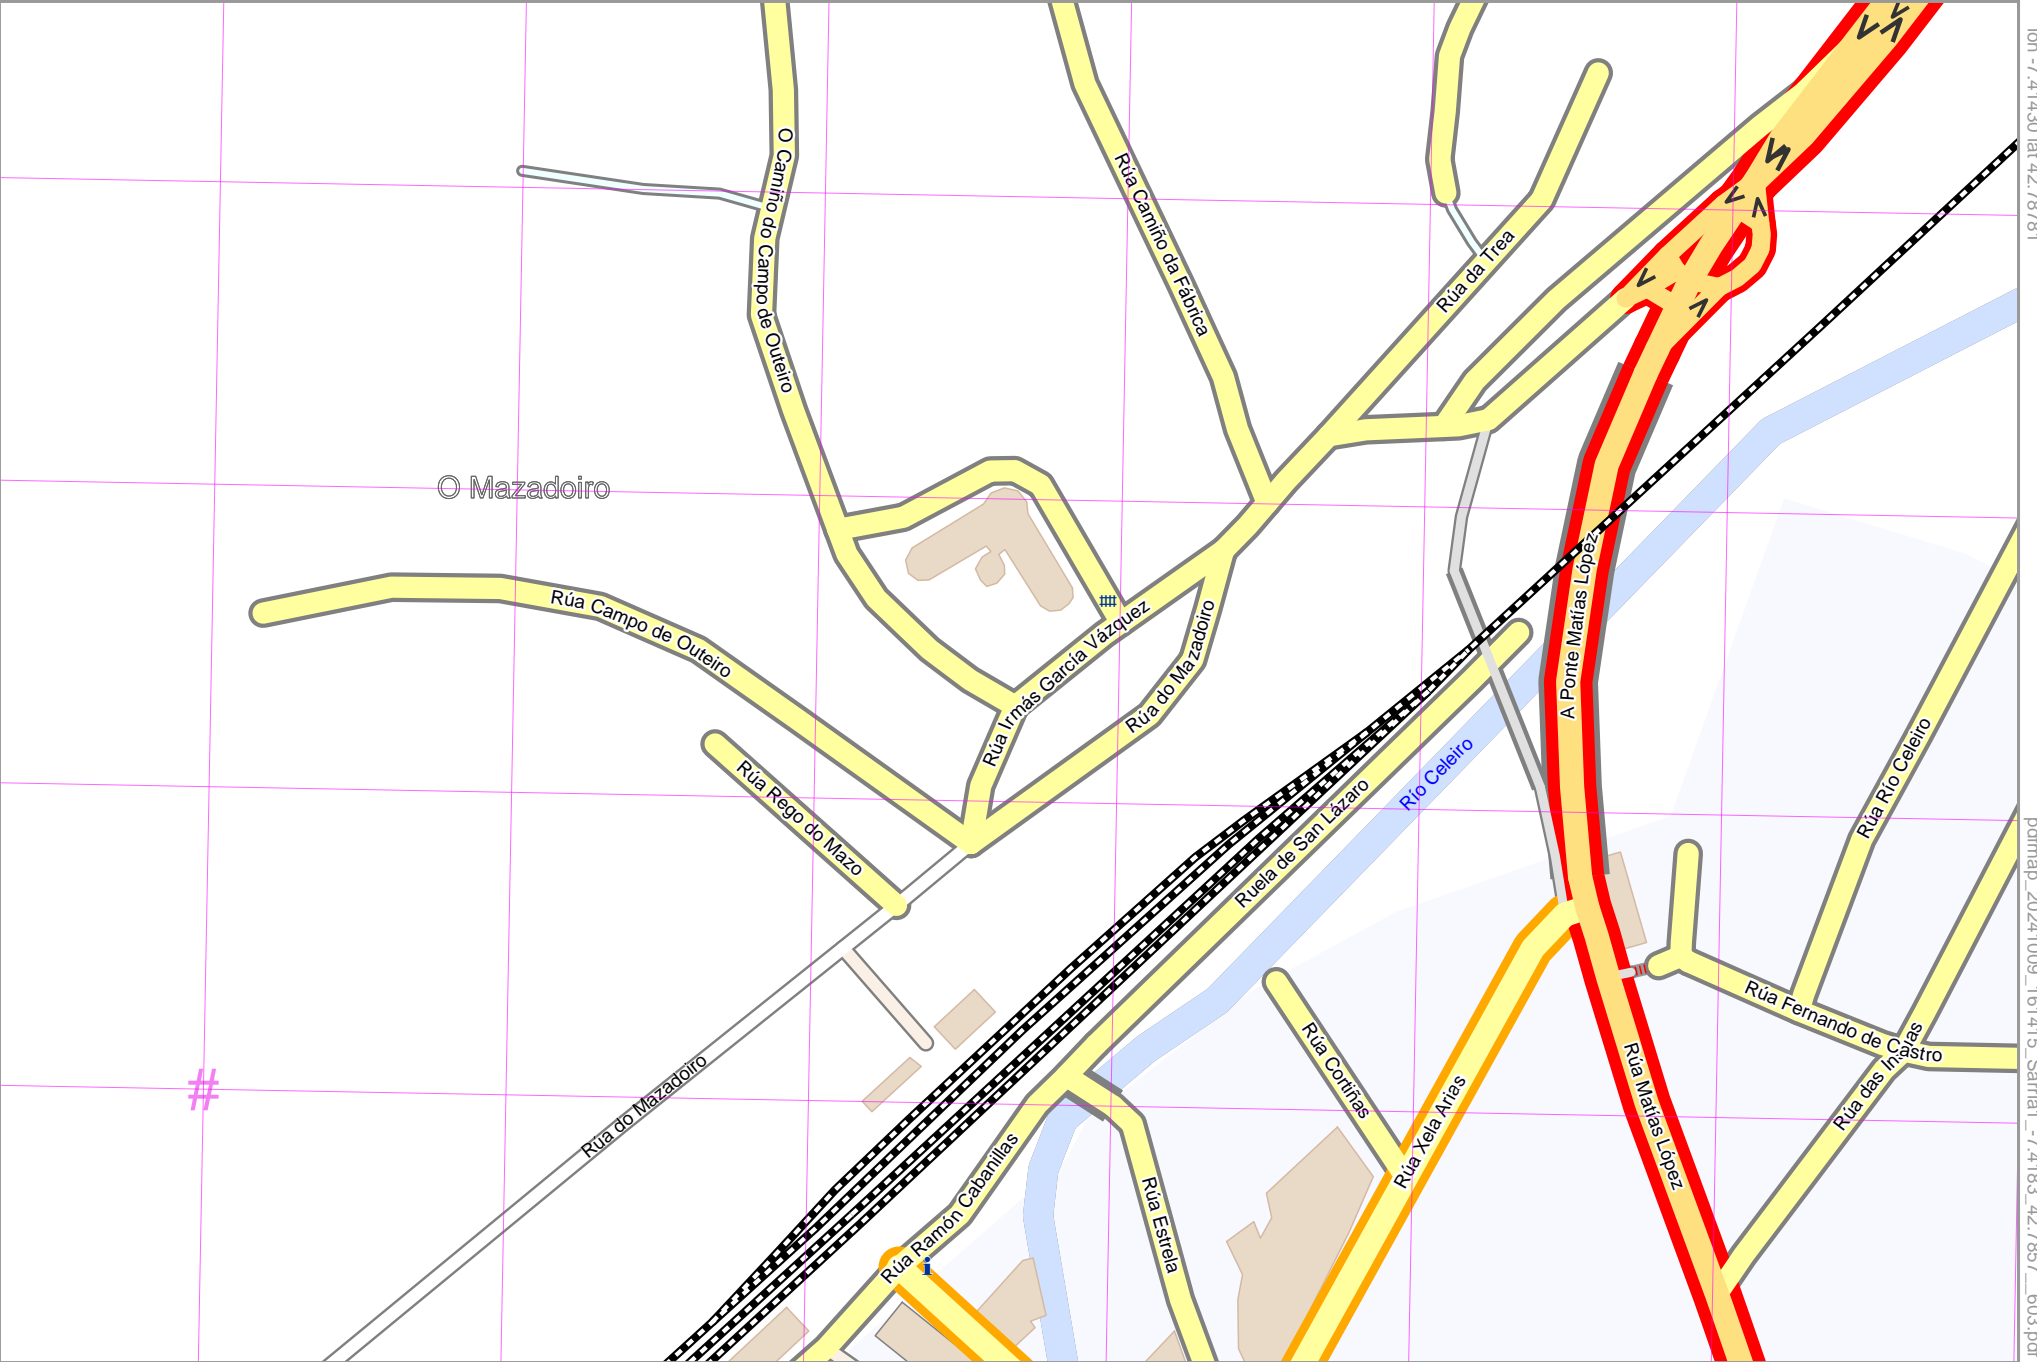 O Camiño do Campo de Outeiro
Rúa Camiño da Fábrica
Rúa da Trea
O Mazadoiro
Rúa Campo de Outeiro
Rúa Irmás García Vázquez
Rúa do Mazadoiro
A Ponte Matías López
Rúa Rego do Mazo
Ruela de San Lázaro
Río Celeiro
Rúa Río Celeiro
Rúa Fernando de Castro
Rúa das
Rúa do Mazadoiro
Rúa Cortiñas
Rúa Xela Arias
Rúa Matías López
Rúa Ramón Cabanillas
Rúa Estrela
i
#